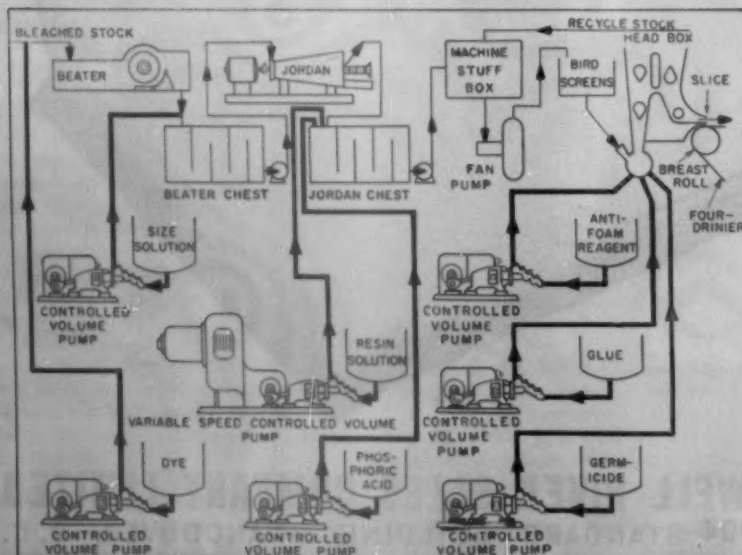 BLEACHED STOCK
BEATER
JORDAN
MACHINE
STUFF
BOX
RECYCLE STOCK
HEAD BOX
BIRD
SCREENS
SLICE
BEATER CHEST
JORDAN CHEST
FAN
PUMP
BREAST
ROLL
FOUR-
DRINIER
SIZE
SOLUTION
ANTI-
FOAM
REAGENT
CONTROLLED
VOLUME
PUMP
CONTROLLED
VOLUME
PUMP
RESIN
SOLUTION
GLUE
VARIABLE SPEED CONTROLLED VOLUME
PUMP
CONTROLLED
VOLUME
PUMP
DYE
PHOS-
PHORIC
ACID
GERM-
ICIDE
CONTROLLED
VOLUME PUMP
CONTROLLED
VOLUME PUMP
CONTROLLED
VOLUME PUMP